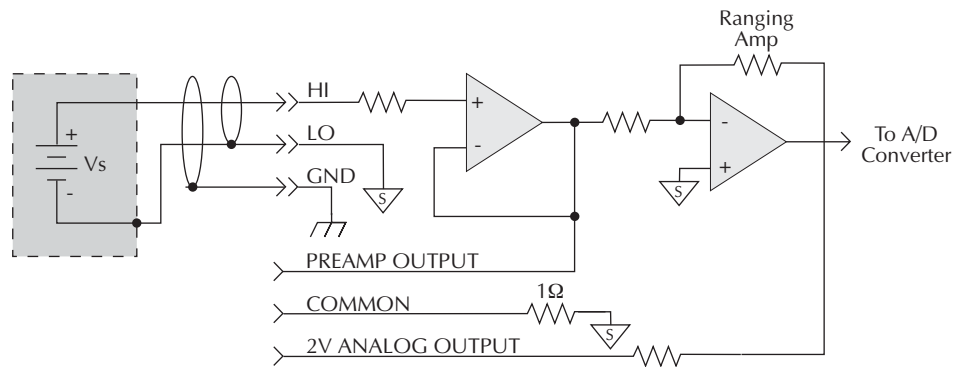 Ranging
Amp
HI
+
-
LO
GND
+
Vs
-
S
-
+
S
To A/D
Converter
PREAMP OUTPUT
COMMON
1Ω
S
2V ANALOG OUTPUT